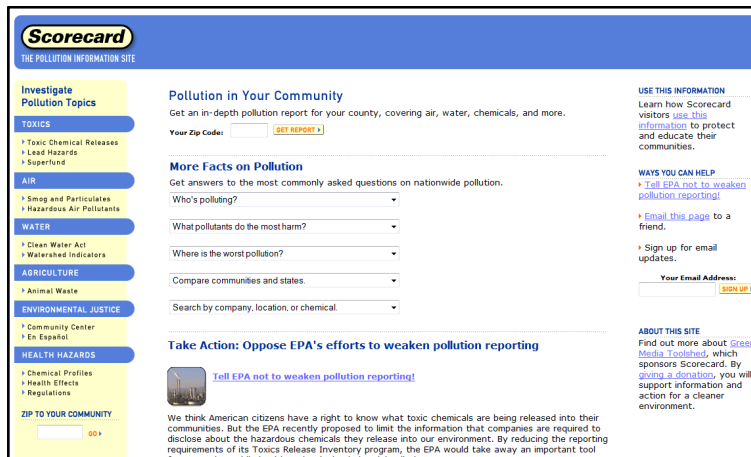 Scorecard
THE POLLUTION INFORMATION SITE
Investigate
Pollution Topics
TOXICS
Toxic Chemical Releases
Lead Hazards
Superfund
AIR
Smog and Particulates
Hazardous Air Pollutants
WATER
Clean Water Act
Watershed Indicators
AGRICULTURE
Animal Waste
ENVIRONMENTAL JUSTICE
Community Center
En Español
HEALTH HAZARDS
Chemical Profiles
Health Effects
Regulations
ZIP TO YOUR COMMUNITY
GO
Pollution in Your Community
Get an in-depth pollution report for your county, covering air, water, chemicals, and more.
Your Zip Code:
GET REPORT
More Facts on Pollution
Get answers to the most commonly asked questions on nationwide pollution.
Who's polluting?
What pollutants do the most harm?
Where is the worst pollution?
Compare communities and states.
Search by company, location, or chemical.
Take Action: Oppose EPA's efforts to weaken pollution reporting
Tell EPA not to weaken pollution reporting!
We think American citizens have a right to know what toxic chemicals are being released into their
communities. But the EPA recently proposed to limit the information that companies are required to
disclose about the hazardous chemicals they release into our environment. By reducing the reporting
requirements of its Toxics Release Inventory program, the EPA would take away an important tool
USE THIS INFORMATION
Learn how Scorecard
visitors use this
information to protect
and educate their
communities.
WAYS YOU CAN HELP
Tell EPA not to weaken
pollution reporting!
Email this page to a
friend.
Sign up for email
updates.
Your Email Address:
SIGN UP
ABOUT THIS SITE
Find out more about Green
Media Toolshed, which
sponsors Scorecard. By
giving a donation, you will
support information and
action for a cleaner
environment.